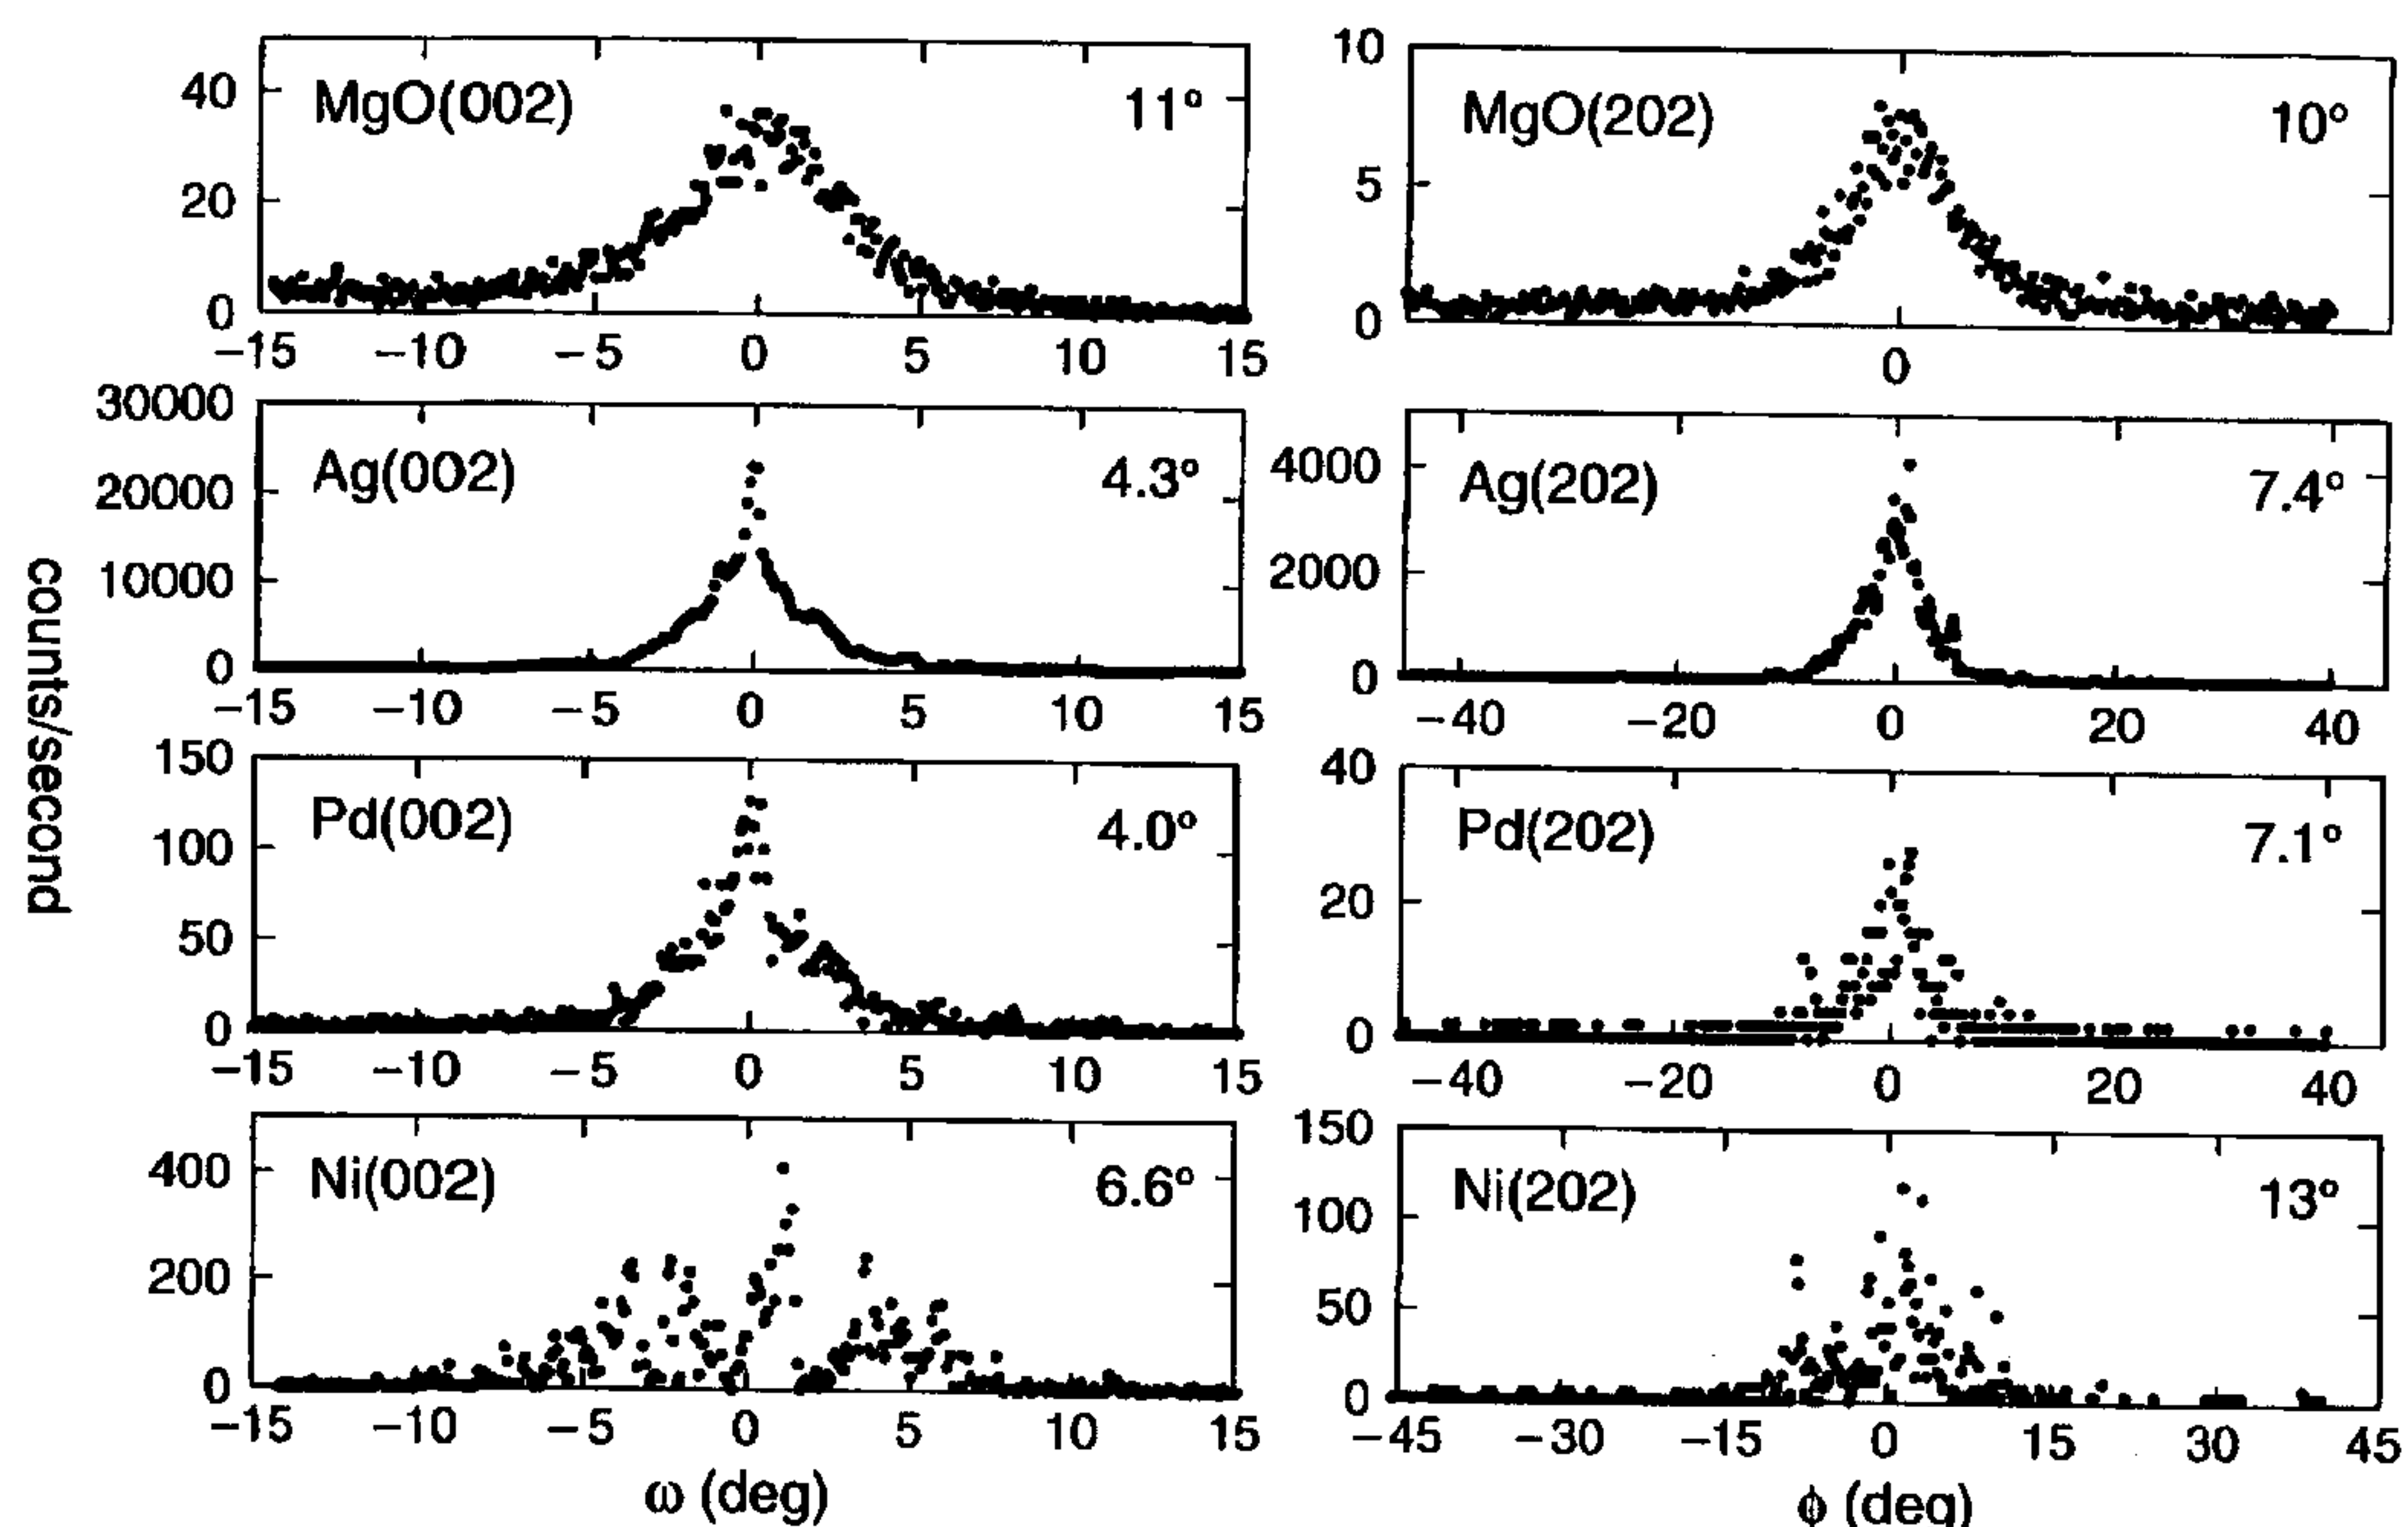 counts/second
40
20
0
MgO(002)
11°
−15 −10 −5 0 5 10 15
10
5
0
MgO(202)
10°
0
30000
20000
10000
0
Ag(002)
4.3°
−15 −10 −5 0 5 10 15
4000
2000
0
Ag(202)
7.4°
−40 −20 0 20 40
150
100
50
0
Pd(002)
4.0°
−15 −10 −5 0 5 10 15
40
20
0
Pd(202)
7.1°
−40 −20 0 20 40
400
200
0
Ni(002)
6.6°
−15 −10 −5 0 5 10 15
ω (deg)
150
100
50
0
Ni(202)
13°
−45 −30 −15 0 15 30 45
ϕ (deg)